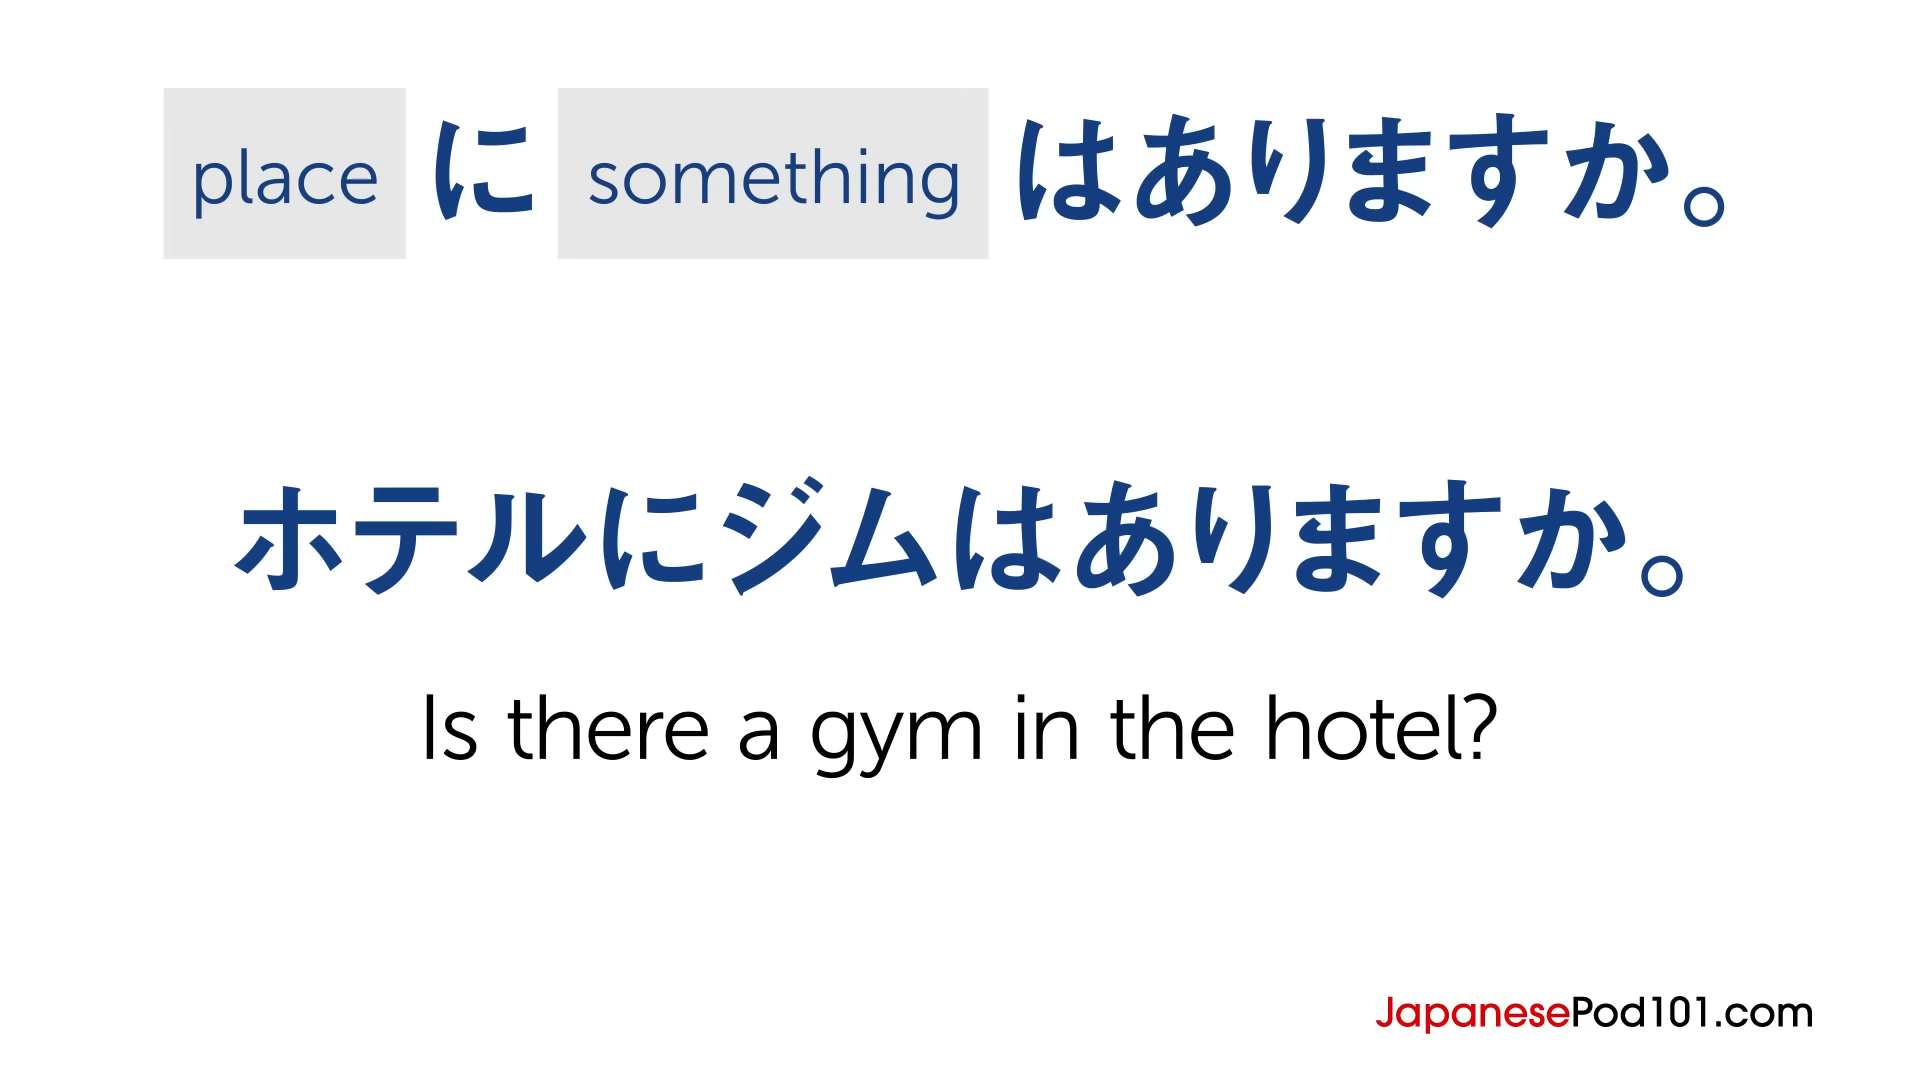 place に something はありますか。
ホテルにジムはありますか。
Is there a gym in the hotel?
JapanesePod101.com